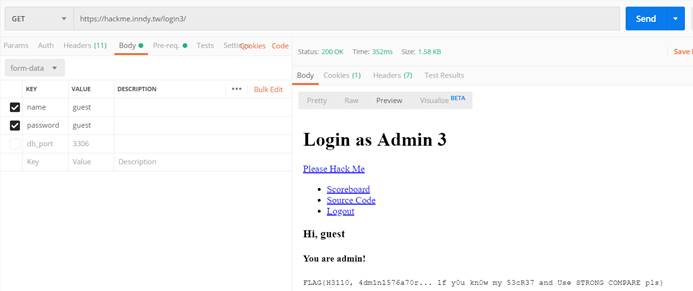 GET https://hackme.inndy.tw/login3/ Send
Params Auth Headers (11) Body Pre-req. Tests Cookies Code
Status: 200 OK Time: 352ms Size: 1.58 KB Save
form-data
Body Cookies (1) Headers (7) Test Results
KEY VALUE DESCRIPTION ••• Bulk Edit
Pretty Raw Preview Visualize BETA
name guest
password guest
db_port 3306
Key Value Description
Login as Admin 3
Please Hack Me
• Scoreboard
• Source Code
• Logout
Hi, guest
You are admin!
FLAG{H3110, 4dm1n1576a70r... 1f y0u kn0w my 53cR37 and Use STRONG COMPARE pls}